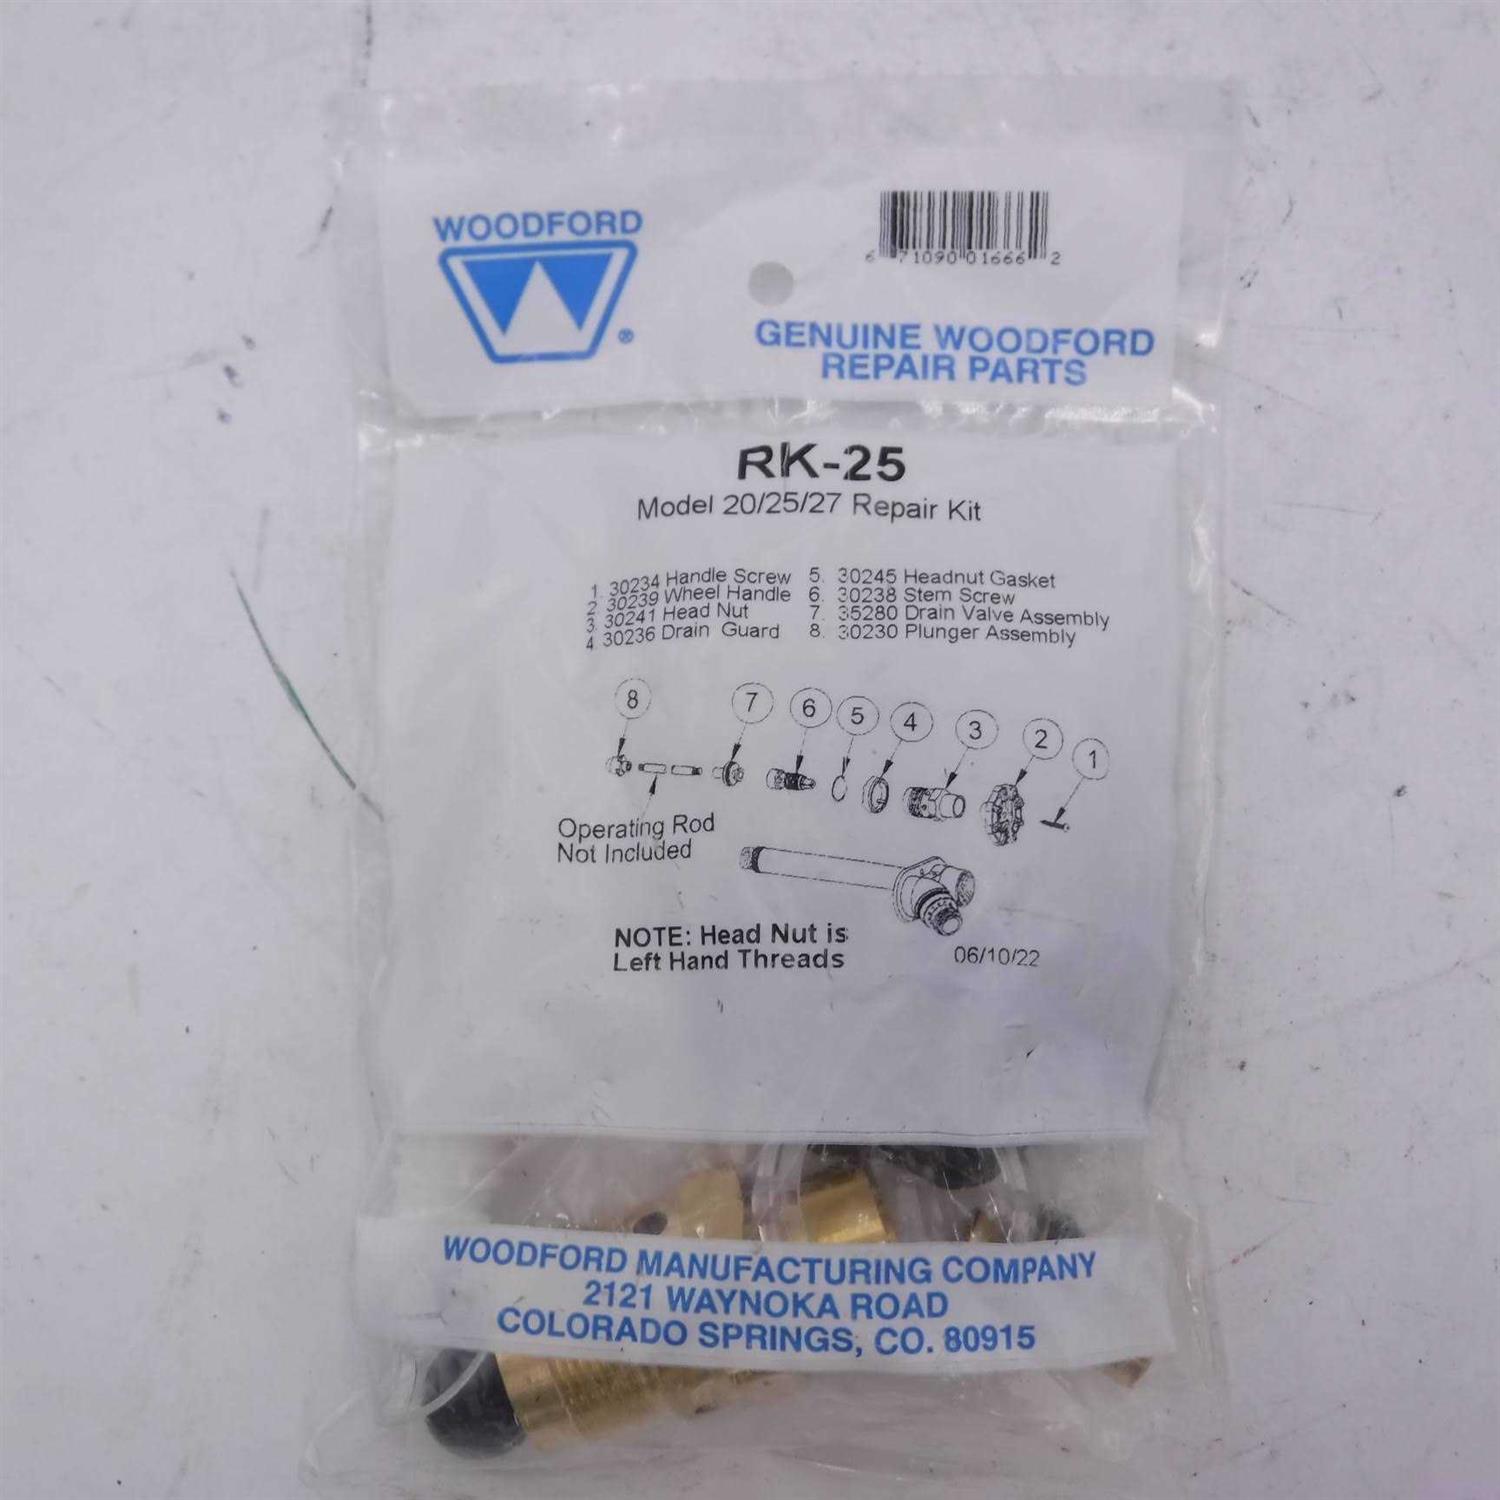 WOODFORD
®
6 71090 01666 2
GENUINE WOODFORD
REPAIR PARTS
RK-25
Model 20/25/27 Repair Kit
1. 30234 Handle Screw
2 30239 Wheel Handle
3. 30241 Head Nut
4 30236 Drain Guard
5. 30245 Headnut Gasket
6. 30238 Stem Screw
7. 35280 Drain Valve Assembly
8. 30230 Plunger Assembly
8 7 6 5 4 3 2 1
Operating Rod
Not Included
NOTE: Head Nut is
Left Hand Threads
06/10/22
WOODFORD MANUFACTURING COMPANY
2121 WAYNOKA ROAD
COLORADO SPRINGS, CO. 80915